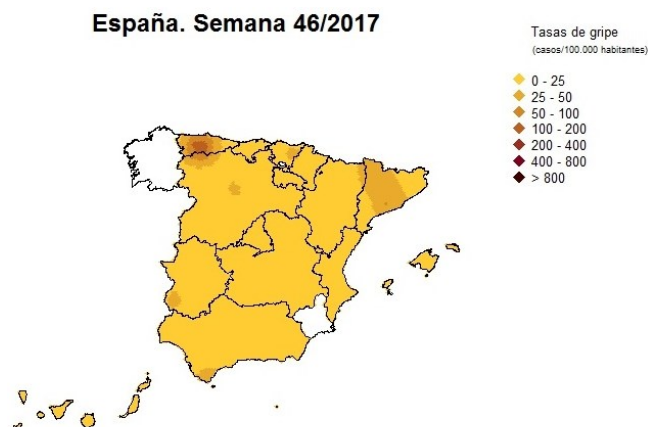 España. Semana 46/2017
Tasas de gripe
(casos/100.000 habitantes)
0 - 25
25 - 50
50 - 100
100 - 200
200 - 400
400 - 800
> 800